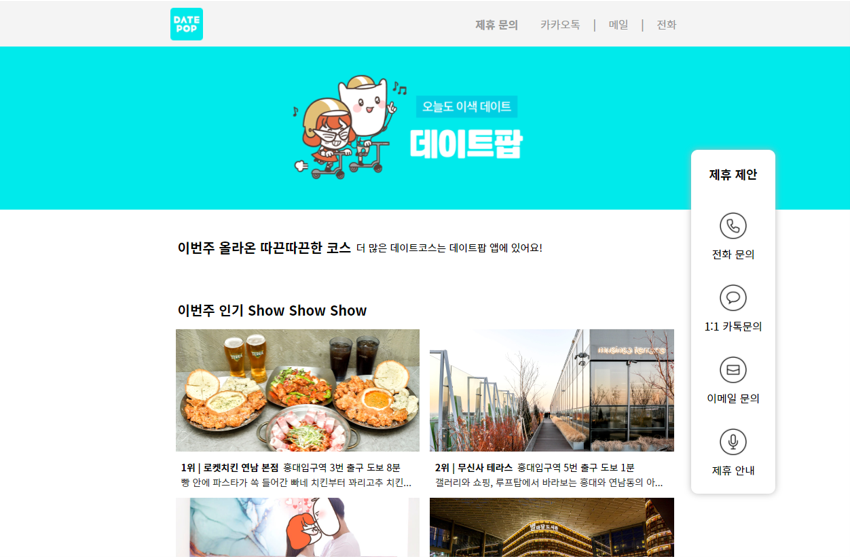 DATE
POP
제휴 문의 카카오톡 | 메일 | 전화
오늘도 이색 데이트
데이트팝
제휴 제안
전화 문의
1:1 카톡문의
이메일 문의
제휴 안내
이번주 올라온 따끈따끈한 코스 더 많은 데이트코스는 데이트팝 앱에 있어요!
이번주 인기 Show Show Show
1위 | 로켓치킨 연남 본점 홍대입구역 3번 출구 도보 8분
빵 안에 파스타가 쏙 들어간 빠네 치킨부터 꽈리고추 치킨...
2위 | 무신사 테라스 홍대입구역 5번 출구 도보 1분
갤러리와 쇼핑, 루프탑에서 바라보는 홍대와 연남동의 아...